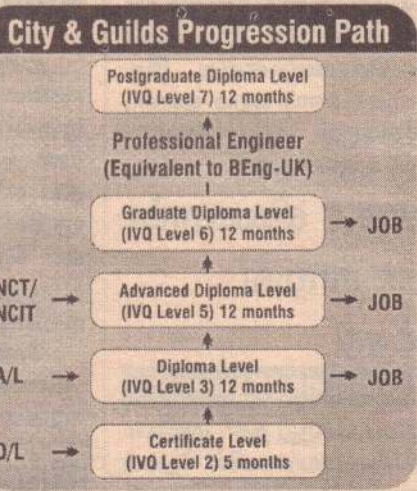 City & Guilds Progression Path
Postgraduate Diploma Level
(IVQ Level 7) 12 months
Professional Engineer
(Equivalent to BEng-UK)
Graduate Diploma Level
(IVQ Level 6) 12 months
JOB
NCT/
NCIT
Advanced Diploma Level
(IVQ Level 5) 12 months
JOB
A/L
Diploma Level
(IVQ Level 3) 12 months
JOB
O/L
Certificate Level
(IVQ Level 2) 5 months